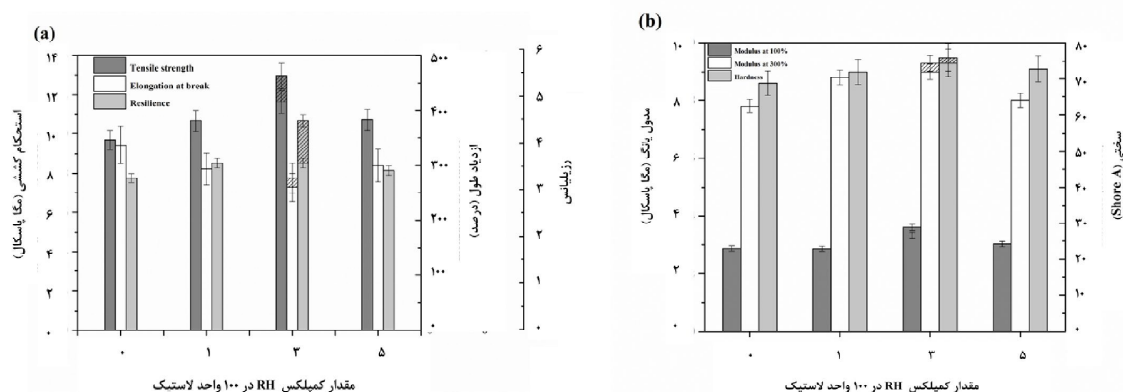 (a)
۱۴
۱۲
۱۰
۸
۶
۴
۲
۰
استحکام کششی (مگا پاسکال)
Tensile strength
Elongation at break
Resilience
۵۰۰
۴۰۰
۳۰۰
۲۰۰
۱۰۰
۰
ازدیاد طول (درصد)
۶
۵
۴
۳
۲
۱
۰
رزیلیانس
۰ ۱ ۳ ۵
مقدار کمپلکس RH در ۱۰۰ واحد لاستیک
(b)
۱۰
۸
۶
۴
۲
۰
مدول یانگ (مگا پاسکال)
Modulus at 100%
Modulus at 300%
Hardness
۸۰
۷۰
۶۰
۵۰
۴۰
۳۰
۲۰
۱۰
۰
سختی (Shore A)
۰ ۱ ۳ ۵
مقدار کمپلکس RH در ۱۰۰ واحد لاستیک